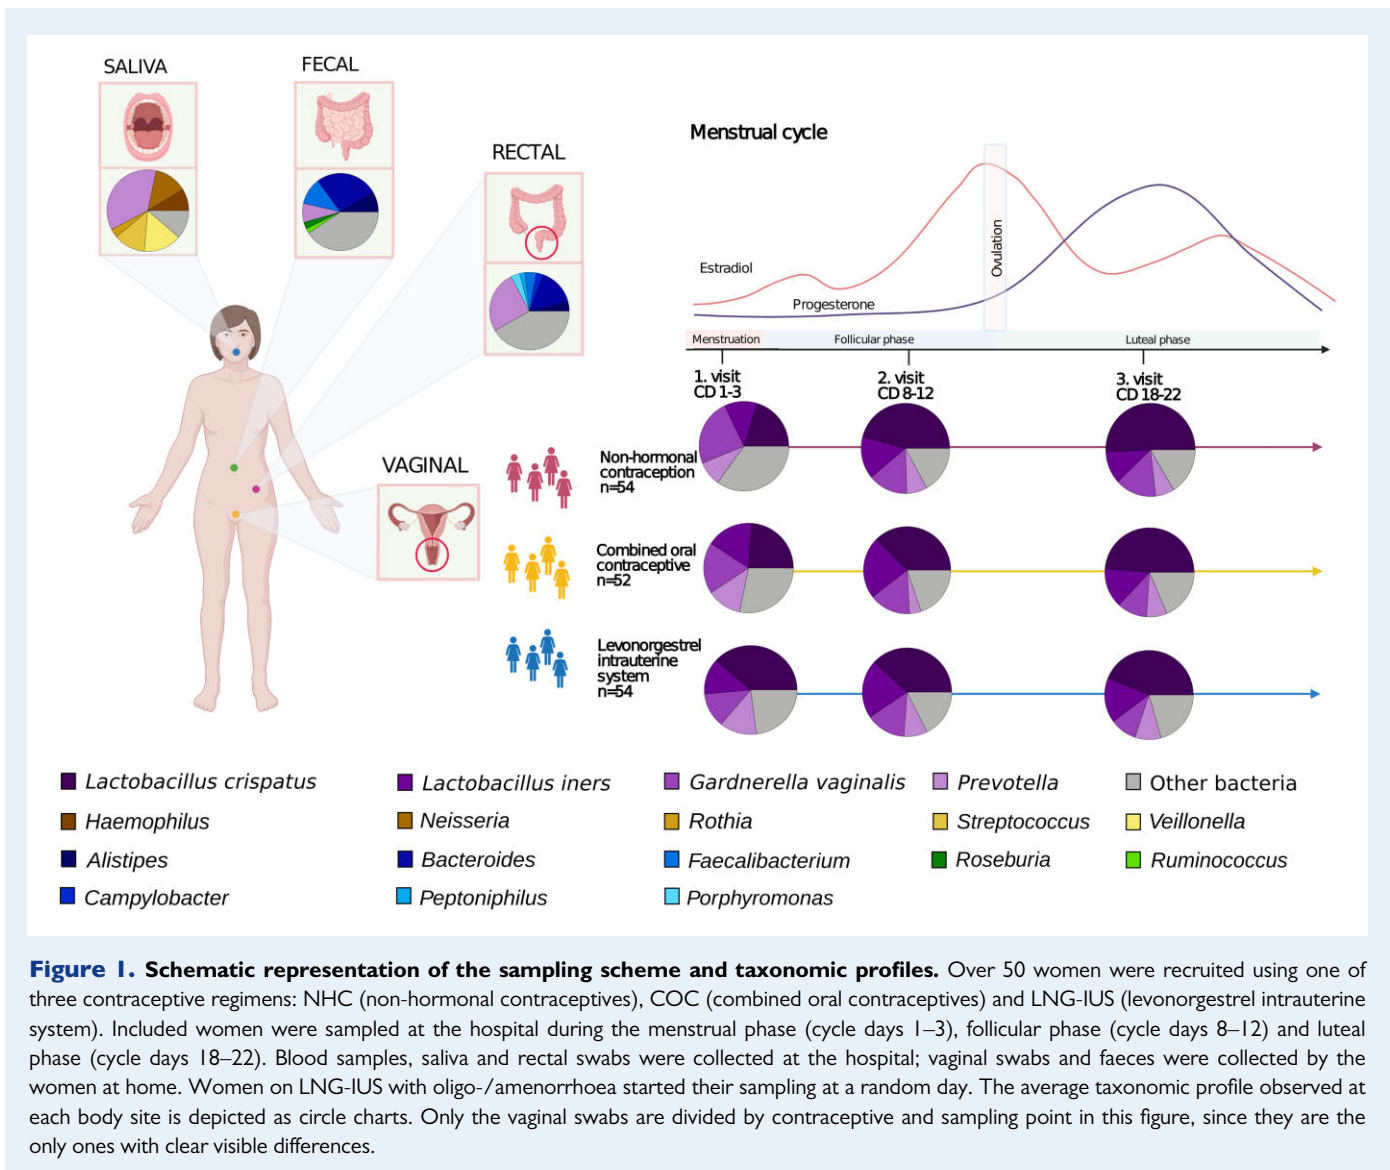 SALIVA
FECAL
RECTAL
VAGINAL
Menstrual cycle
Estradiol
Progesterone
Ovulation
Menstruation
Follicular phase
Luteal phase
1. visit
CD 1-3
2. visit
CD 8-12
3. visit
CD 18-22
Non-hormonal
contraception
n=54
Combined oral
contraceptive
n=52
Levonorgestrel
intrauterine
system
n=54
Lactobacillus crispatus
Lactobacillus iners
Gardnerella vaginalis
Prevotella
Other bacteria
Haemophilus
Neisseria
Rothia
Streptococcus
Veillonella
Alistipes
Bacteroides
Faecalibacterium
Roseburia
Ruminococcus
Campylobacter
Peptoniphilus
Porphyromonas
Figure 1. Schematic representation of the sampling scheme and taxonomic profiles. Over 50 women were recruited using one of
three contraceptive regimens: NHC (non-hormonal contraceptives), COC (combined oral contraceptives) and LNG-IUS (levonorgestrel intrauterine
system). Included women were sampled at the hospital during the menstrual phase (cycle days 1–3), follicular phase (cycle days 8–12) and luteal
phase (cycle days 18–22). Blood samples, saliva and rectal swabs were collected at the hospital; vaginal swabs and faeces were collected by the
women at home. Women on LNG-IUS with oligo-/amenorrhoea started their sampling at a random day. The average taxonomic profile observed at
each body site is depicted as circle charts. Only the vaginal swabs are divided by contraceptive and sampling point in this figure, since they are the
only ones with clear visible differences.